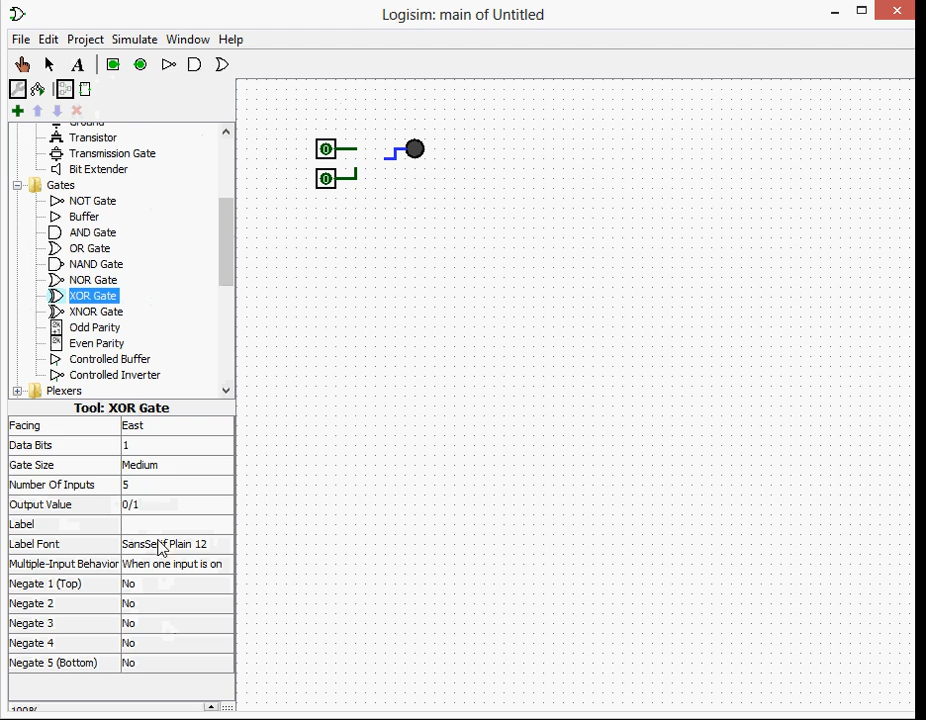 Logisim: main of Untitled
File Edit Project Simulate Window Help
A
Ground
Transistor
Transmission Gate
Bit Extender
Gates
NOT Gate
Buffer
AND Gate
OR Gate
NAND Gate
NOR Gate
XOR Gate
XNOR Gate
Odd Parity
Even Parity
Controlled Buffer
Controlled Inverter
Plexers
Tool: XOR Gate
Facing East
Data Bits 1
Gate Size Medium
Number Of Inputs 5
Output Value 0/1
Label
Label Font SansSerif Plain 12
Multiple-Input Behavior When one input is on
Negate 1 (Top) No
Negate 2 No
Negate 3 No
Negate 4 No
Negate 5 (Bottom) No
100%
0
0